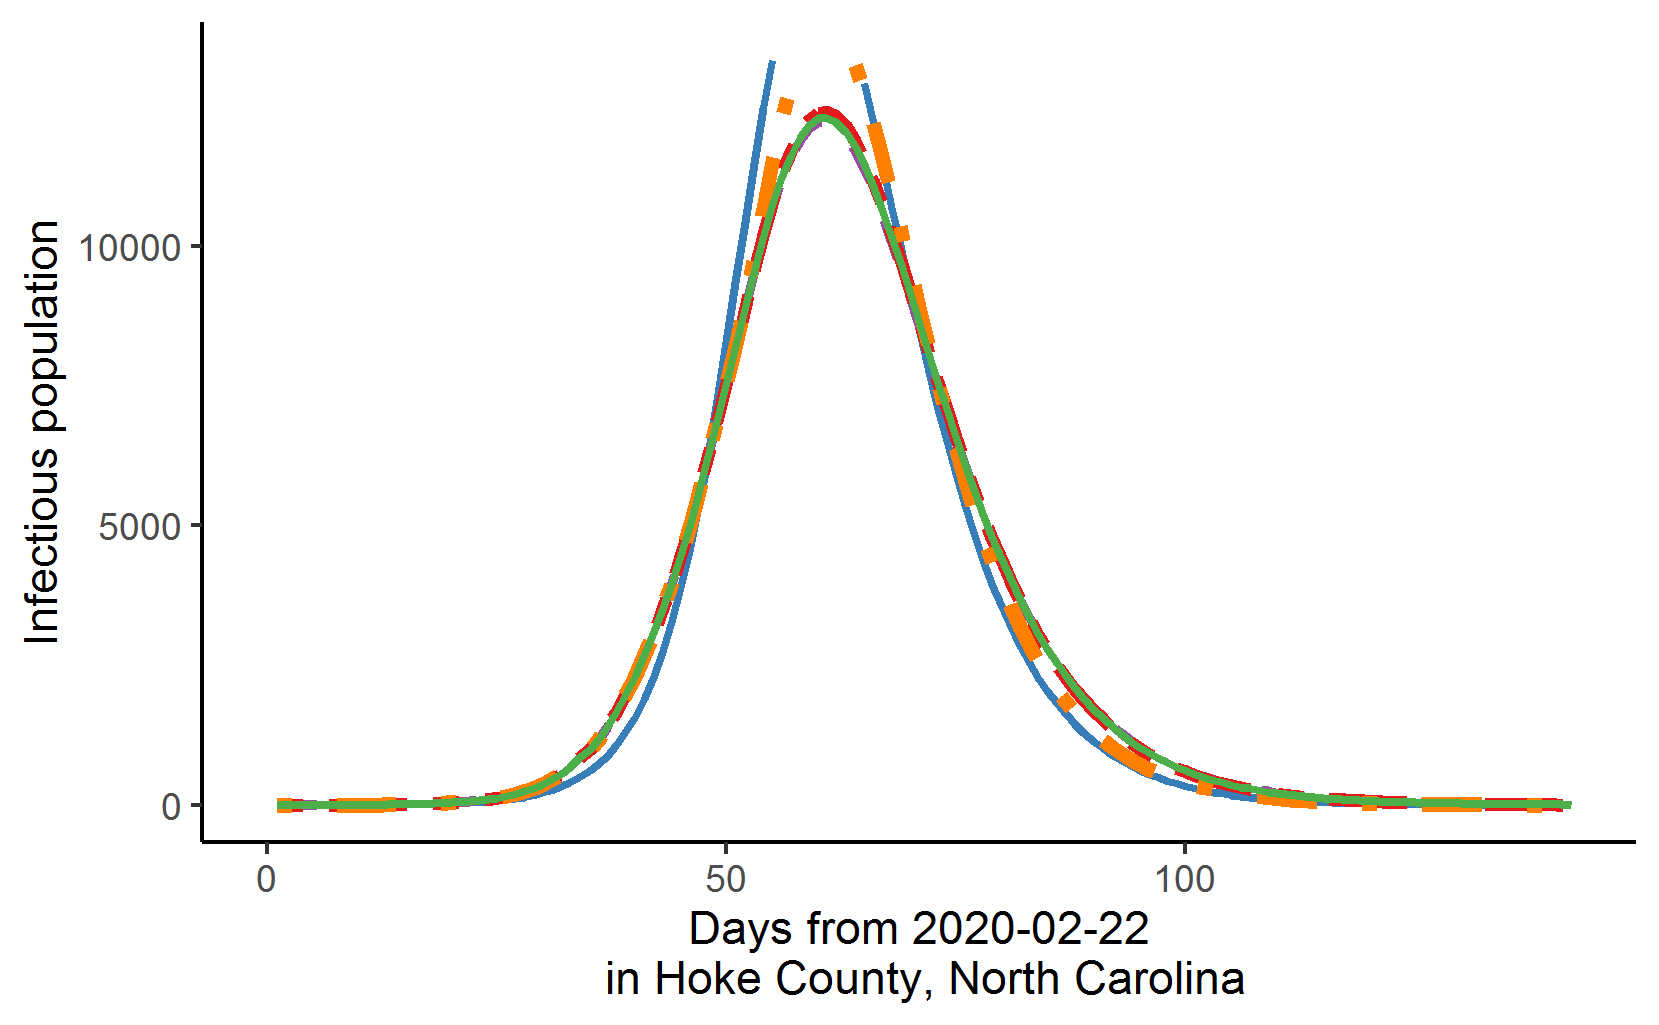 Infectious population
10000
5000
0
0 50 100
Days from 2020-02-22
in Hoke County, North Carolina